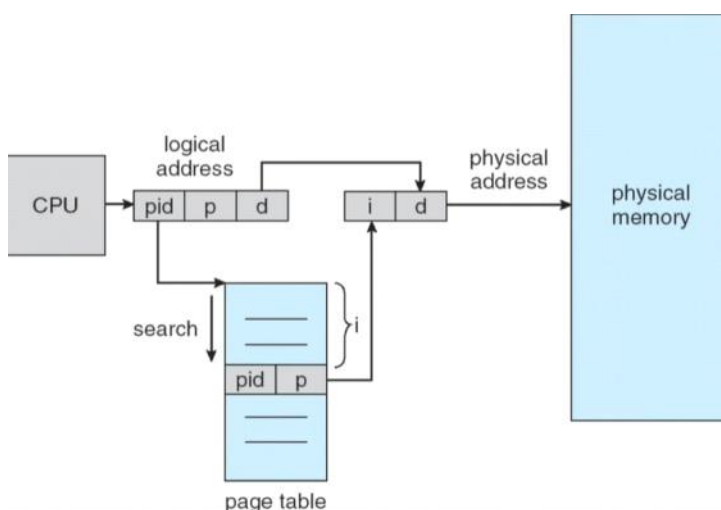 logical
address
physical
address
CPU
pid p d
i d
physical
memory
search
i
pid p
page table